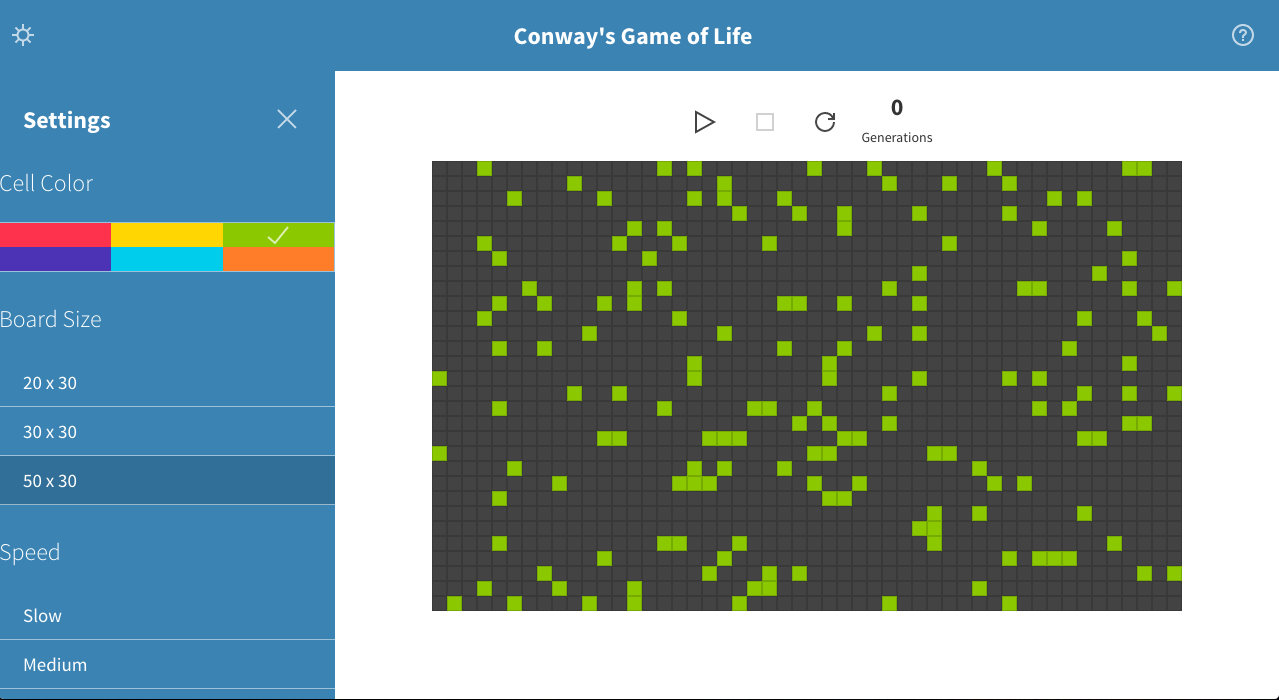 Conway's Game of Life
?
Settings
Cell Color
Board Size
20 x 30
30 x 30
50 x 30
Speed
Slow
Medium
0
Generations